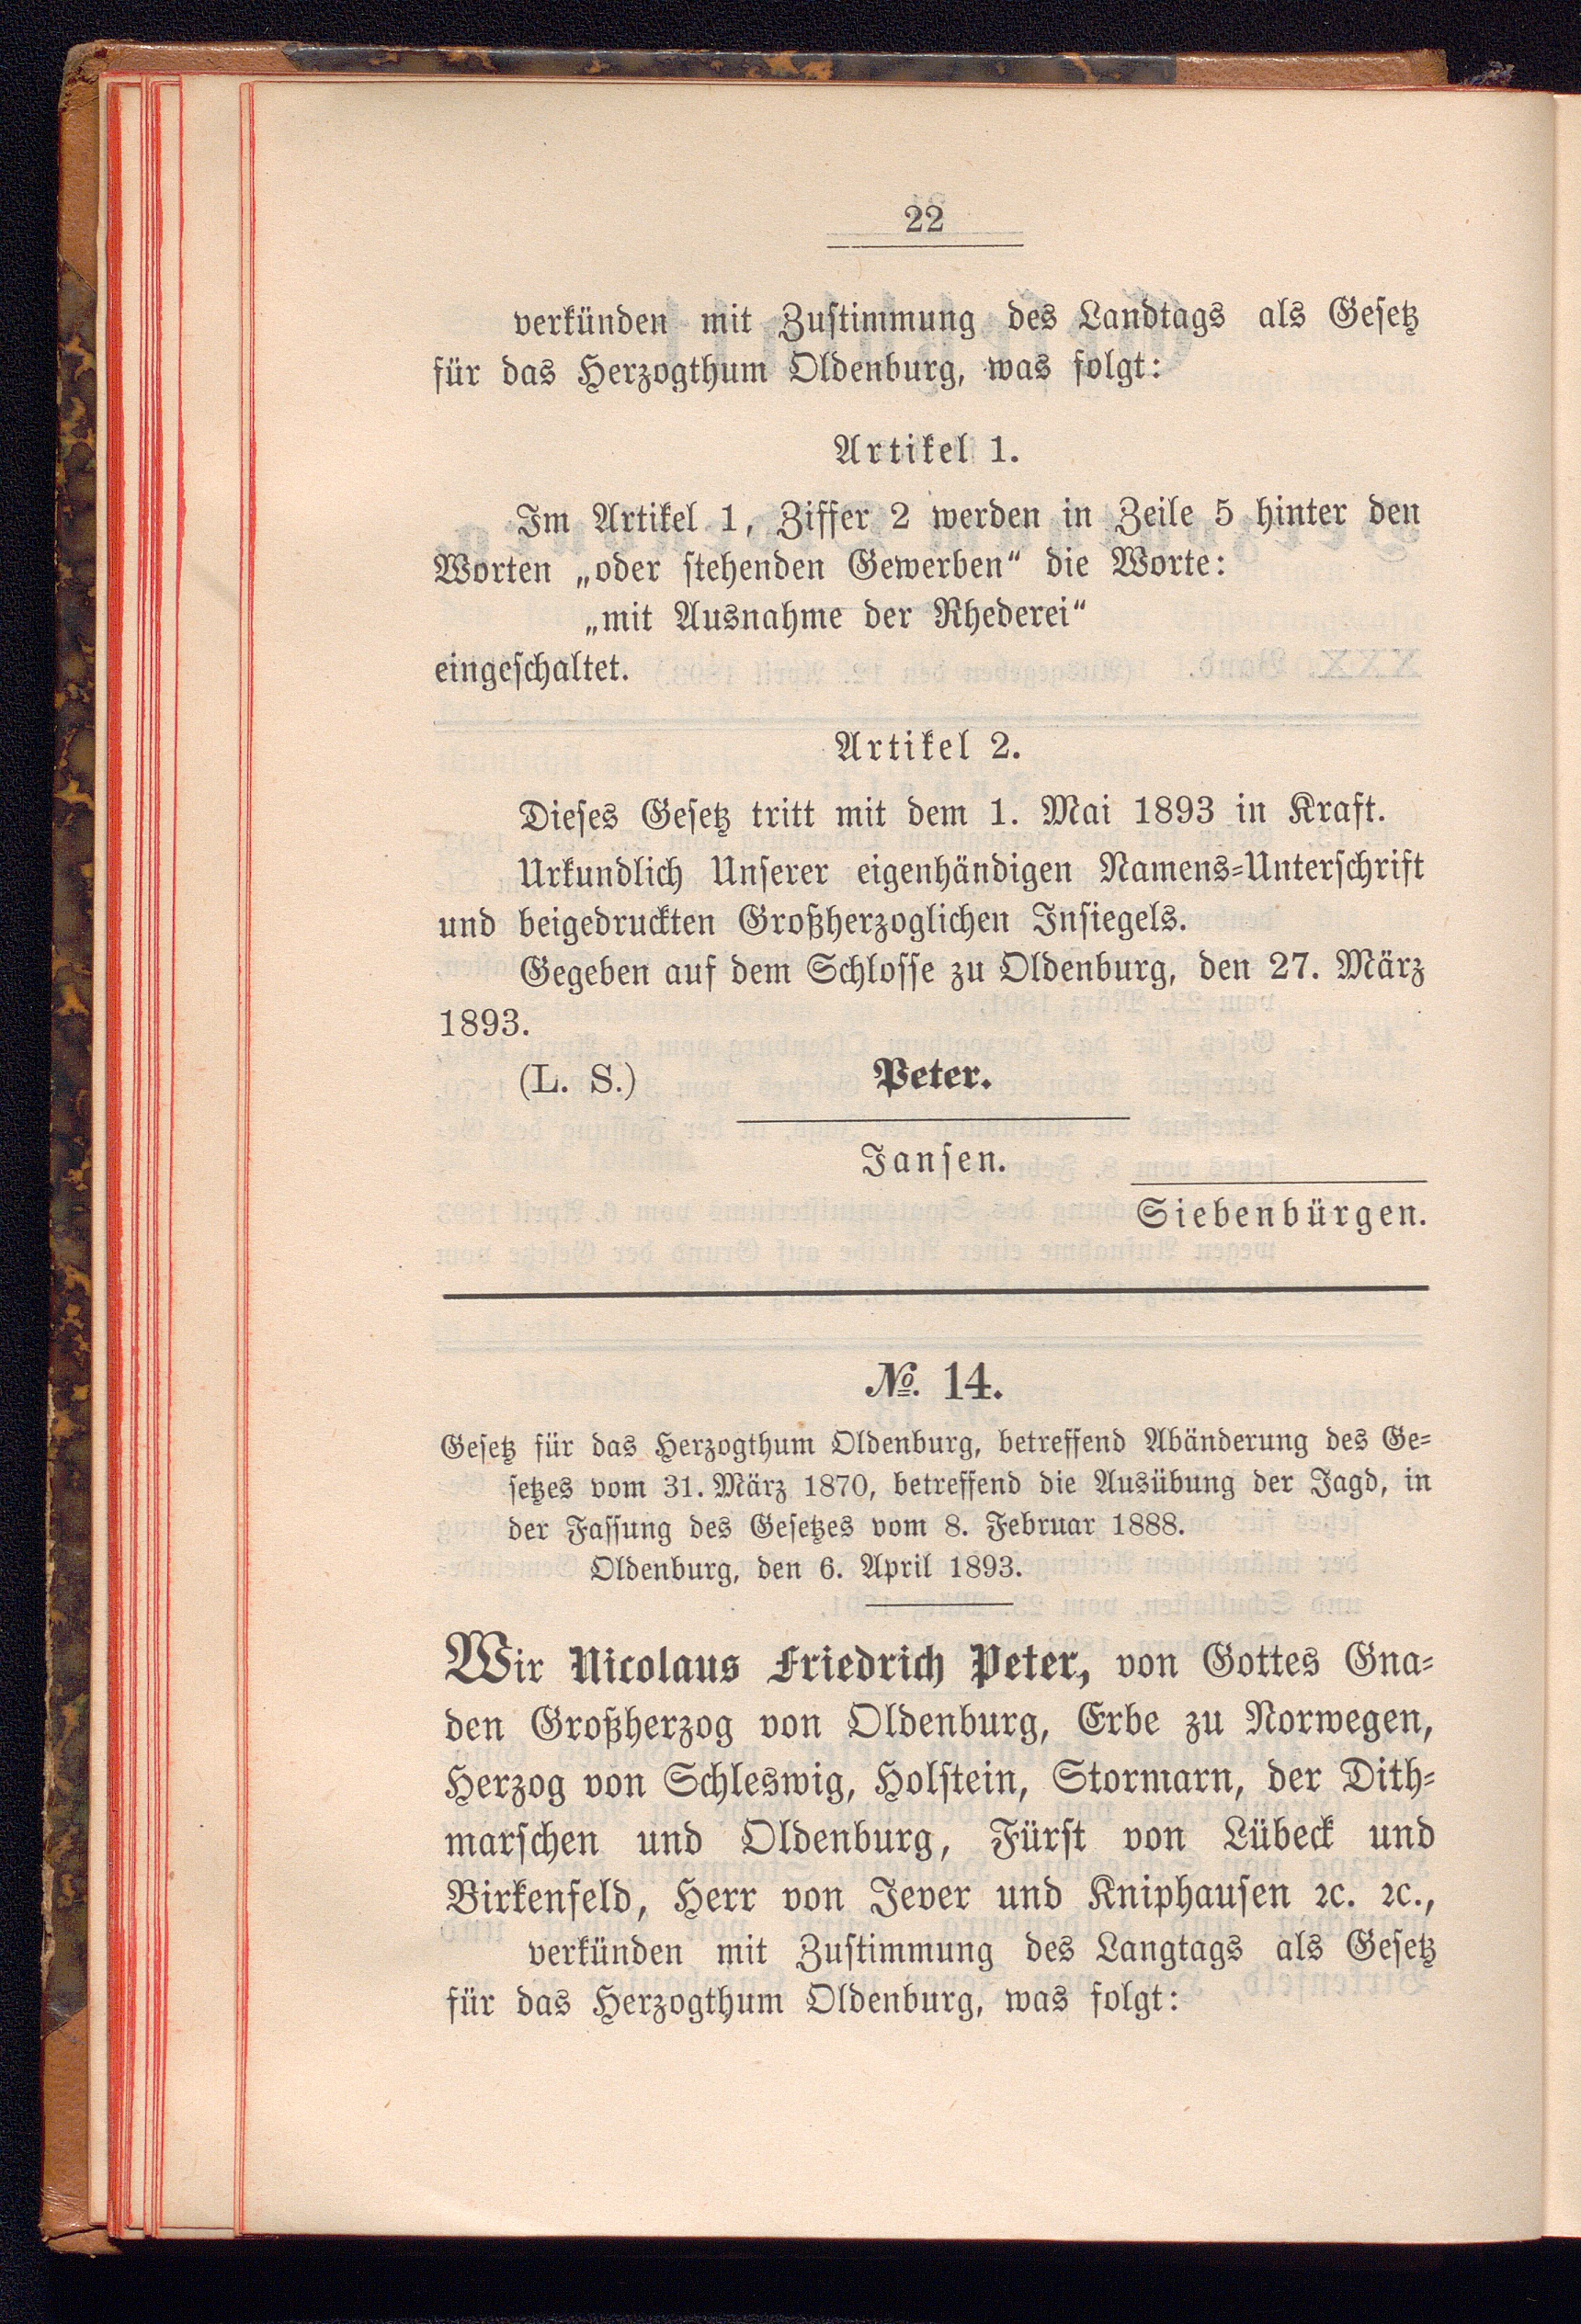 22
verkünden mit Zustimmung des Landtags als Gesetz
für das Herzogthum Oldenburg, was folgt:
Artikel 1.
Im Artikel 1, Ziffer 2 werden in Zeile 5 hinter den
Worten „oder stehenden Gewerben“ die Worte:
„mit Ausnahme der Rhederei“
eingeschaltet.
Artikel 2.
Dieses Gesetz tritt mit dem 1. Mai 1893 in Kraft.
Urkundlich Unserer eigenhändigen Namens-Unterschrift
und beigedruckten Großherzoglichen Insiegels.
Gegeben auf dem Schlosse zu Oldenburg, den 27. März
1893.
(L. S.) Peter.
Jansen.
Siebenbürgen.
No. 14.
Gesetz für das Herzogthum Oldenburg, betreffend Abänderung des Ge-
setzes vom 31. März 1870, betreffend die Ausübung der Jagd, in
der Fassung des Gesetzes vom 8. Februar 1888.
Oldenburg, den 6. April 1893.
Wir Nicolaus Friedrich Peter, von Gottes Gna-
den Großherzog von Oldenburg, Erbe zu Norwegen,
Herzog von Schleswig, Holstein, Stormarn, der Dith-
marschen und Oldenburg, Fürst von Lübeck und
Birkenfeld, Herr von Jever und Kniphausen ꝛc. ꝛc.,
verkünden mit Zustimmung des Langtags als Gesetz
für das Herzogthum Oldenburg, was folgt: